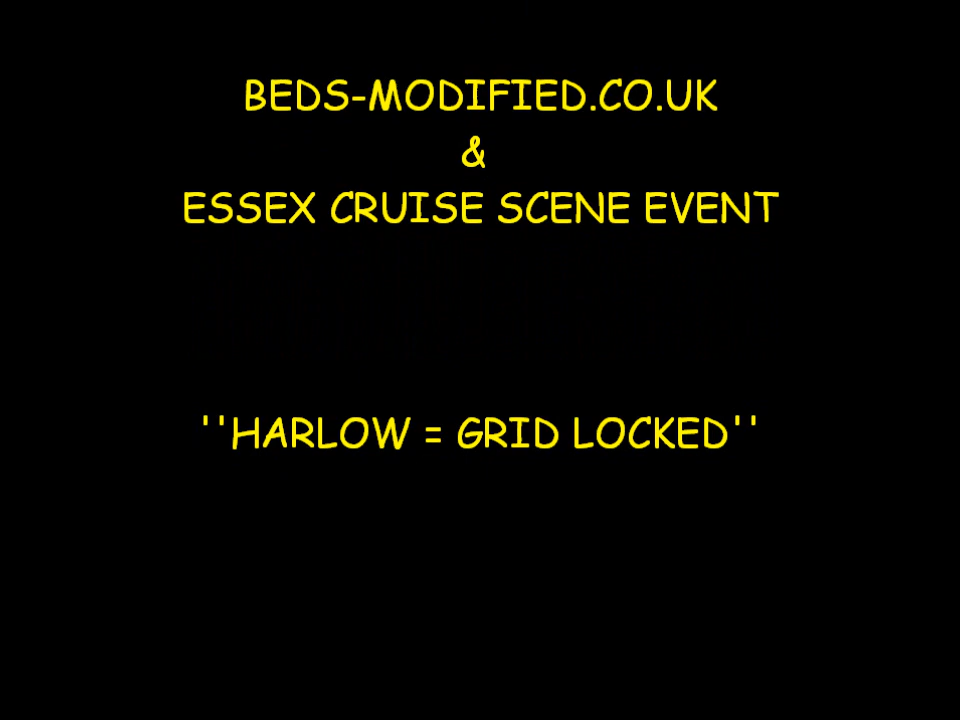 BEDS-MODIFIED.CO.UK
&
ESSEX CRUISE SCENE EVENT
''HARLOW = GRID LOCKED''